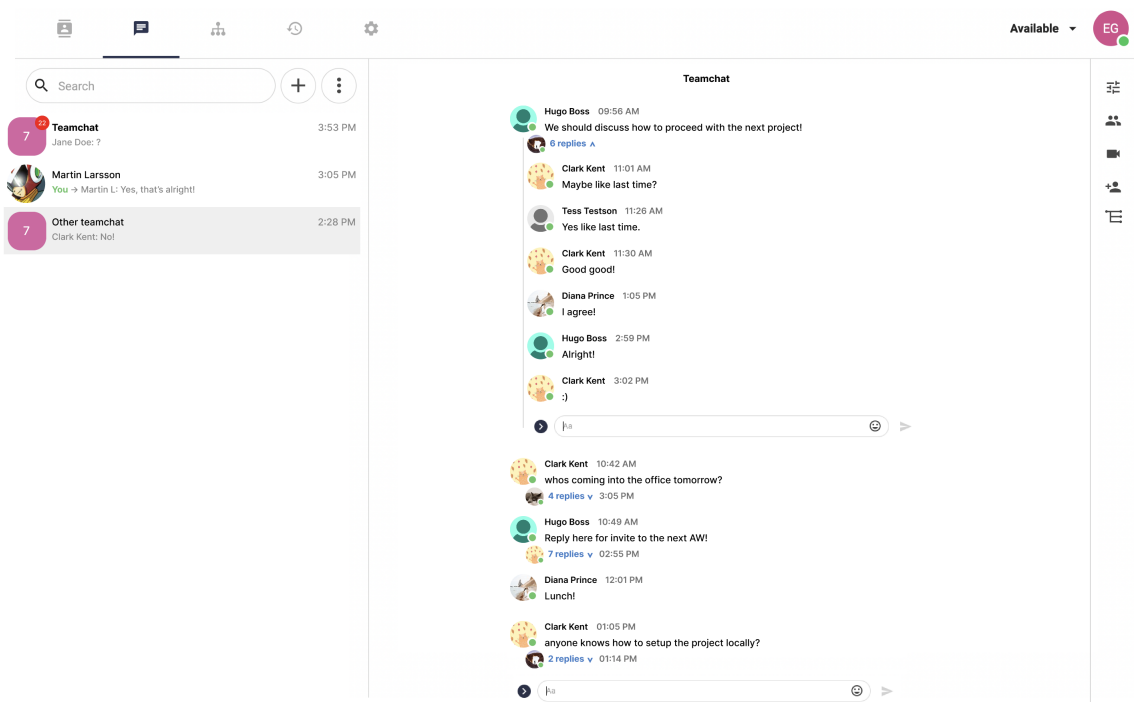 Available
EG
Search
22
7
Teamchat
3:53 PM
Jane Doe: ?
Martin Larsson
3:05 PM
You → Martin L: Yes, that's alright!
7
Other teamchat
2:28 PM
Clark Kent: No!
Teamchat
Hugo Boss 09:56 AM
We should discuss how to proceed with the next project!
6 replies ʌ
Clark Kent 11:01 AM
Maybe like last time?
Tess Testson 11:26 AM
Yes like last time.
Clark Kent 11:30 AM
Good good!
Diana Prince 1:05 PM
I agree!
Hugo Boss 2:59 PM
Alright!
Clark Kent 3:02 PM
:)
Aa
Clark Kent 10:42 AM
whos coming into the office tomorrow?
4 replies v 3:05 PM
Hugo Boss 10:49 AM
Reply here for invite to the next AW!
7 replies v 02:55 PM
Diana Prince 12:01 PM
Lunch!
Clark Kent 01:05 PM
anyone knows how to setup the project locally?
2 replies v 01:14 PM
Aa